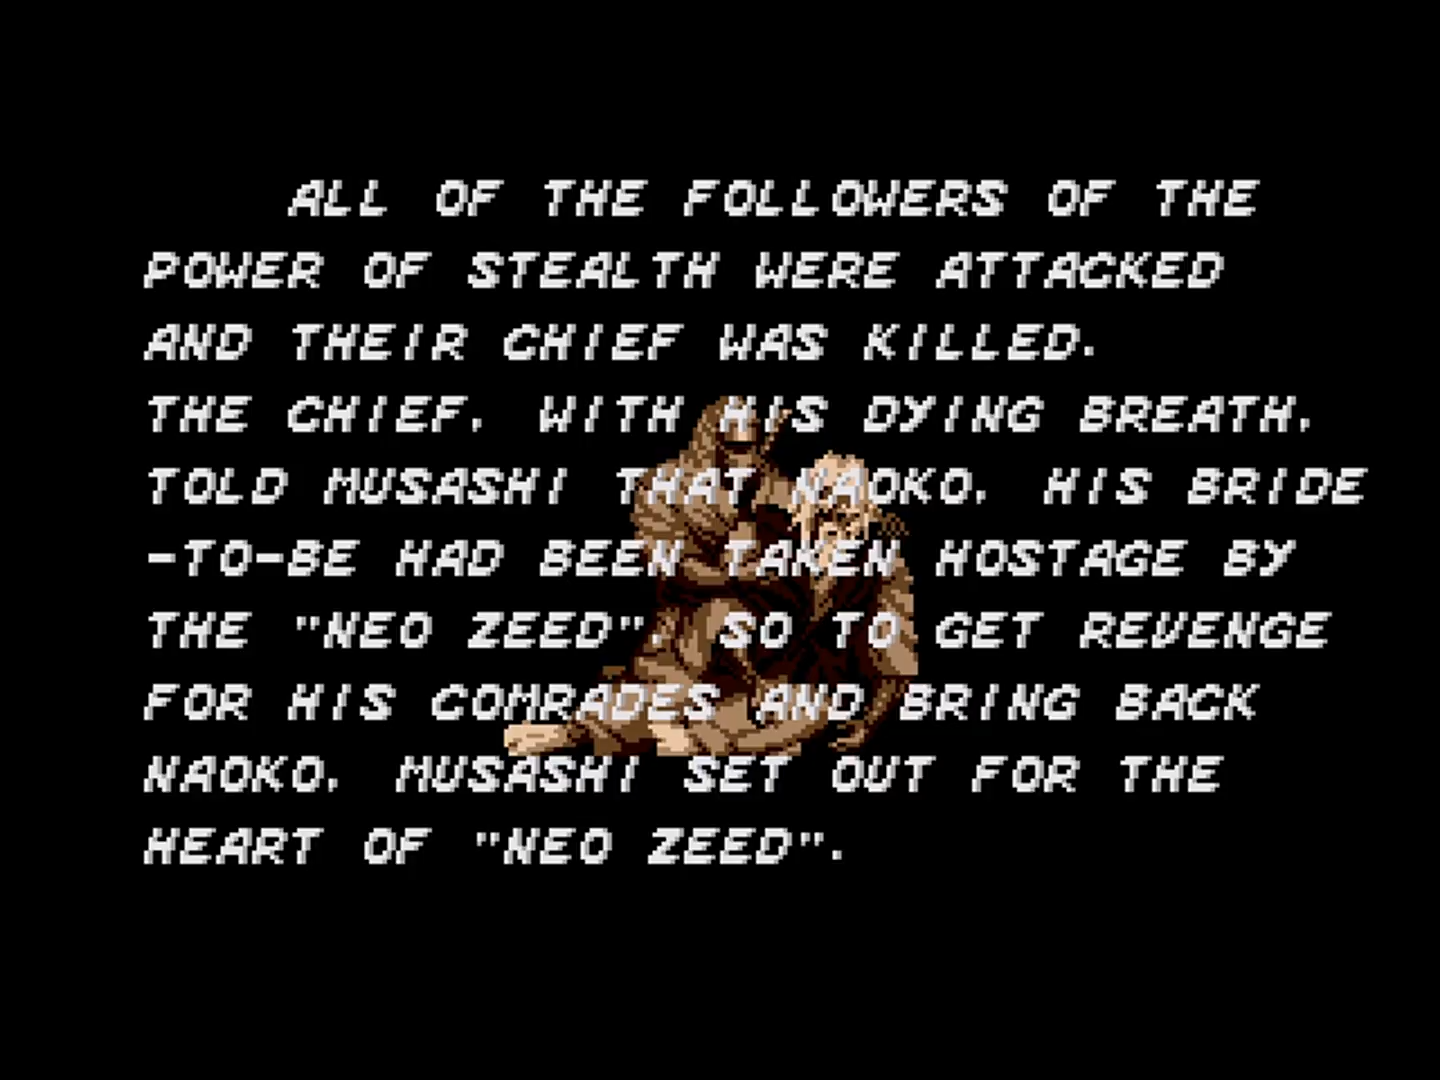 ALL OF THE FOLLOWERS OF THE
POWER OF STEALTH WERE ATTACKED
AND THEIR CHIEF WAS KILLED.
THE CHIEF, WITH HIS DYING BREATH,
TOLD MUSASHI THAT NAOKO, HIS BRIDE
-TO-BE HAD BEEN TAKEN HOSTAGE BY
THE "NEO ZEED". SO TO GET REVENGE
FOR HIS COMRADES AND BRING BACK
NAOKO, MUSASHI SET OUT FOR THE
HEART OF "NEO ZEED".